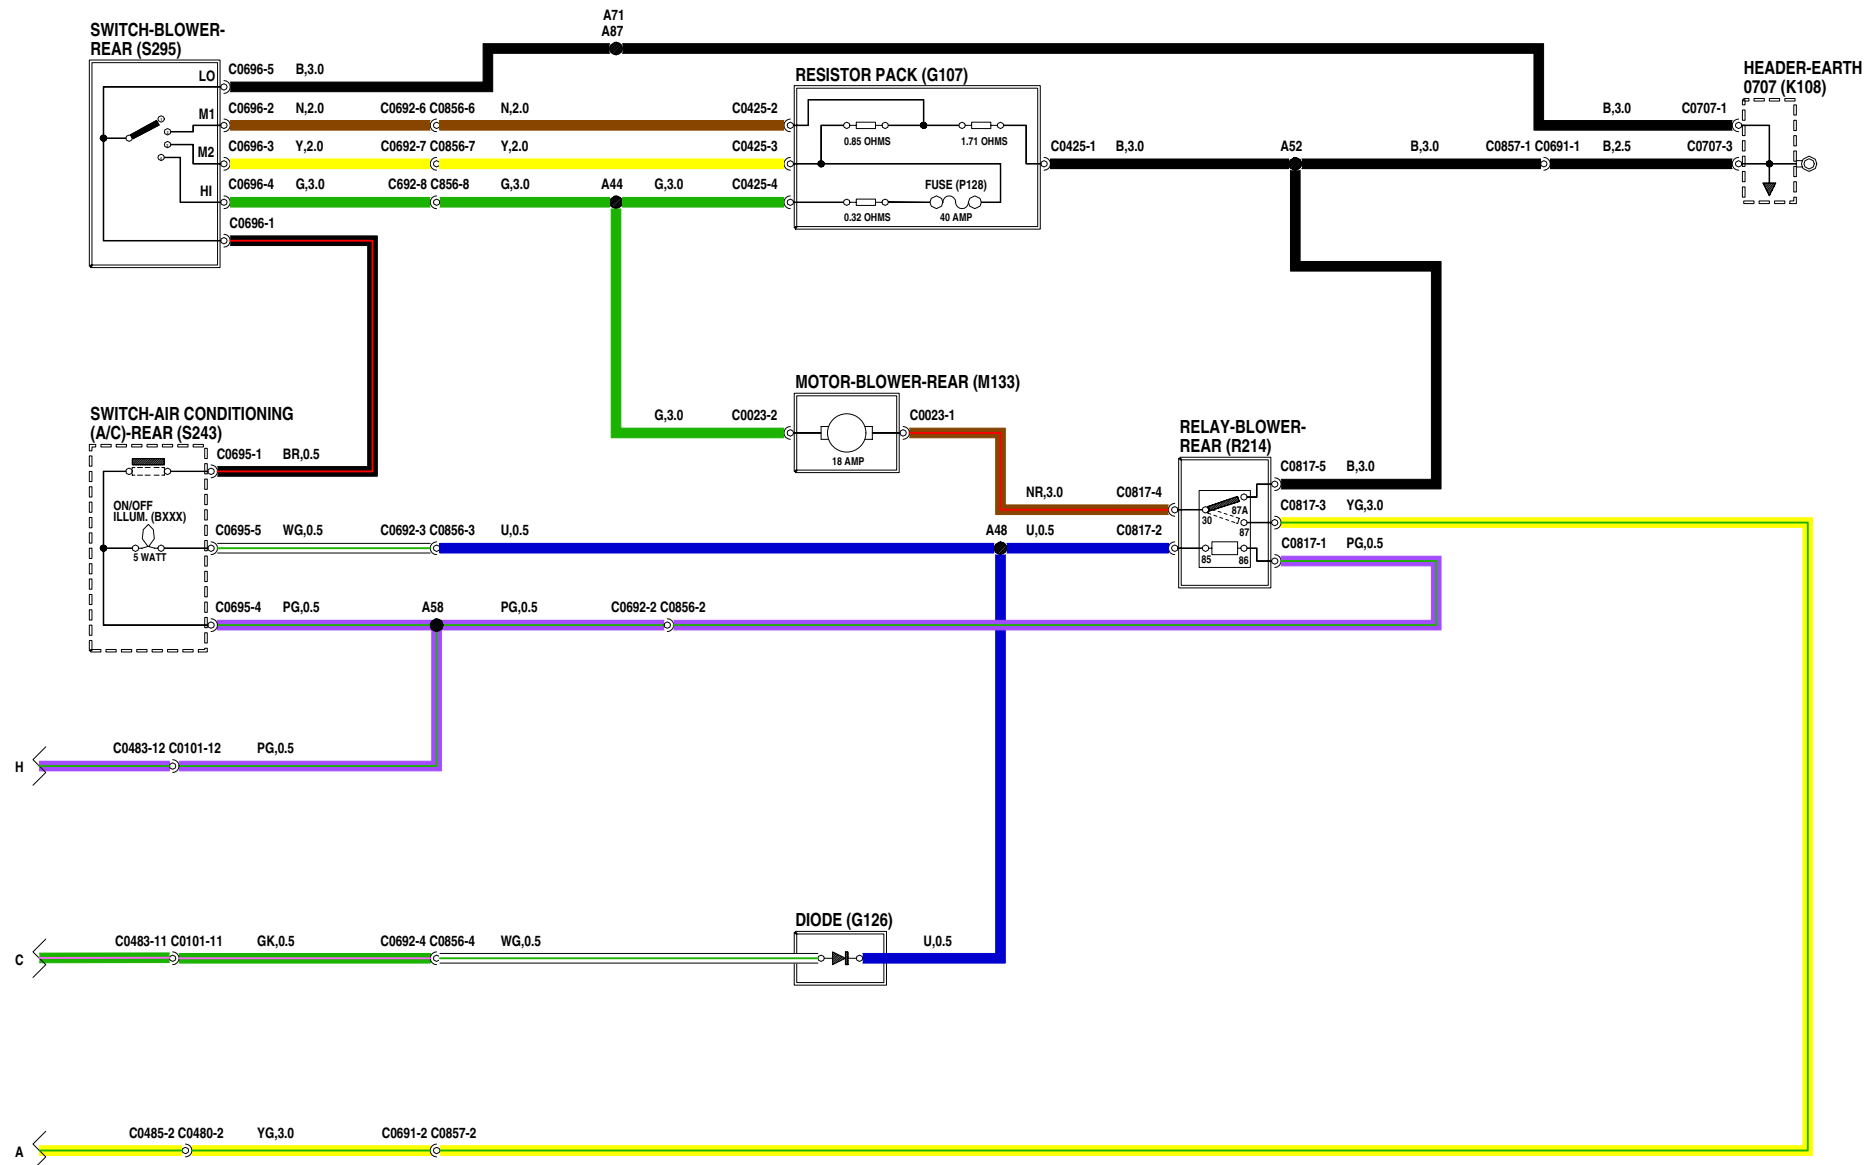 A71
A87
SWITCH-BLOWER-
REAR (S295)
LO
C0696-5 B,3.0
M1
C0696-2 N,2.0 C0692-6 C0856-6 N,2.0 C0425-2
M2
C0696-3 Y,2.0 C0692-7 C0856-7 Y,2.0 C0425-3
HI
C0696-4 G,3.0 C692-8 C856-8 G,3.0 A44 G,3.0 C0425-4
C0696-1
RESISTOR PACK (G107)
0.85 OHMS 1.71 OHMS
FUSE (P128)
0.32 OHMS 40 AMP
C0425-1 B,3.0 A52 B,3.0 C0857-1 C0691-1 B,2.5 C0707-3
HEADER-EARTH
0707 (K108)
B,3.0 C0707-1
MOTOR-BLOWER-REAR (M133)
G,3.0 C0023-2 C0023-1
18 AMP
SWITCH-AIR CONDITIONING
(A/C)-REAR (S243)
C0695-1 BR,0.5
ON/OFF
ILLUM. (BXXX)
5 WATT
C0695-5 WG,0.5 C0692-3 C0856-3 U,0.5 A48 U,0.5 C0817-2
NR,3.0 C0817-4
RELAY-BLOWER-
REAR (R214)
C0817-5 B,3.0
87A
30
87
C0817-3 YG,3.0
85 86
C0817-1 PG,0.5
C0695-4 PG,0.5 A58 PG,0.5 C0692-2 C0856-2
C0483-12 C0101-12 PG,0.5
H
DIODE (G126)
C0483-11 C0101-11 GK,0.5 C0692-4 C0856-4 WG,0.5 U,0.5
C
C0485-2 C0480-2 YG,3.0 C0691-2 C0857-2
A